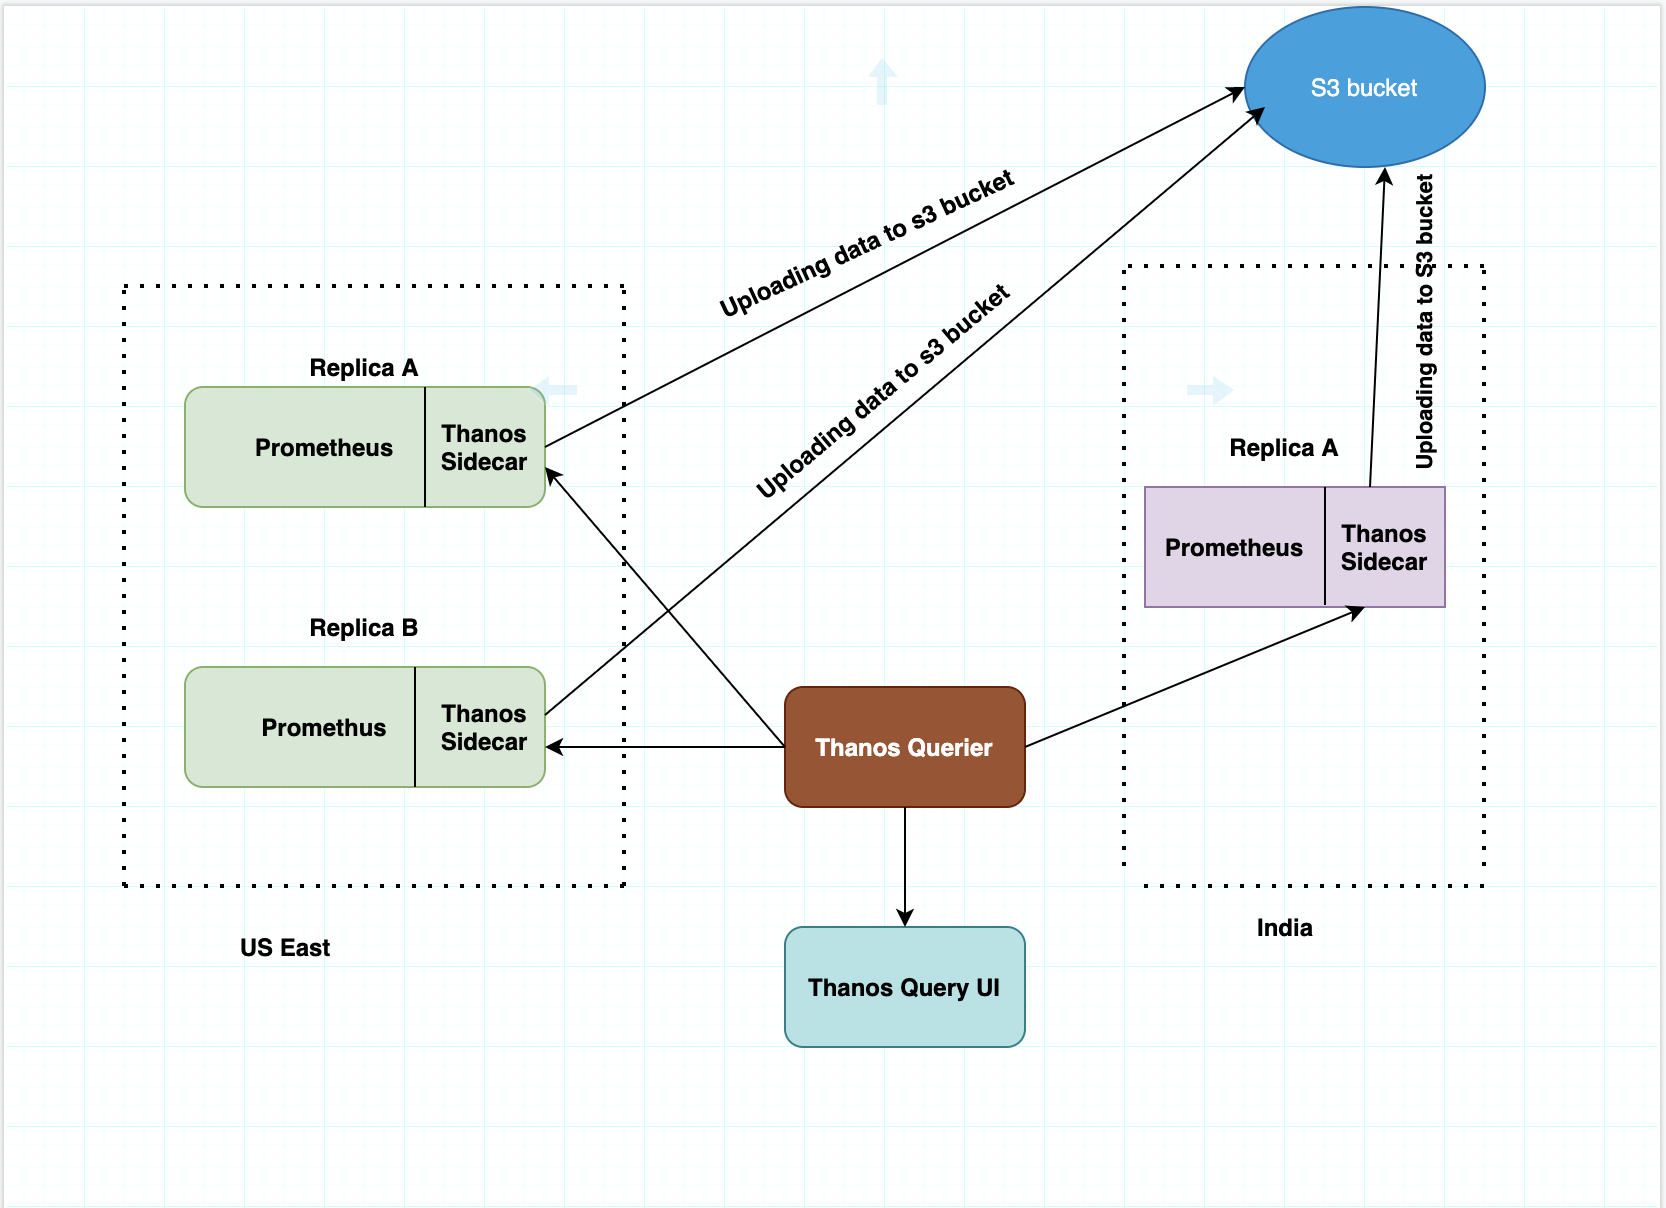 S3 bucket
Uploading data to s3 bucket
Uploading data to s3 bucket
Uploading data to S3 bucket
Replica A
Prometheus
Thanos
Sidecar
Replica A
Prometheus
Thanos
Sidecar
Replica B
Promethus
Thanos
Sidecar
Thanos Querier
US East
India
Thanos Query UI